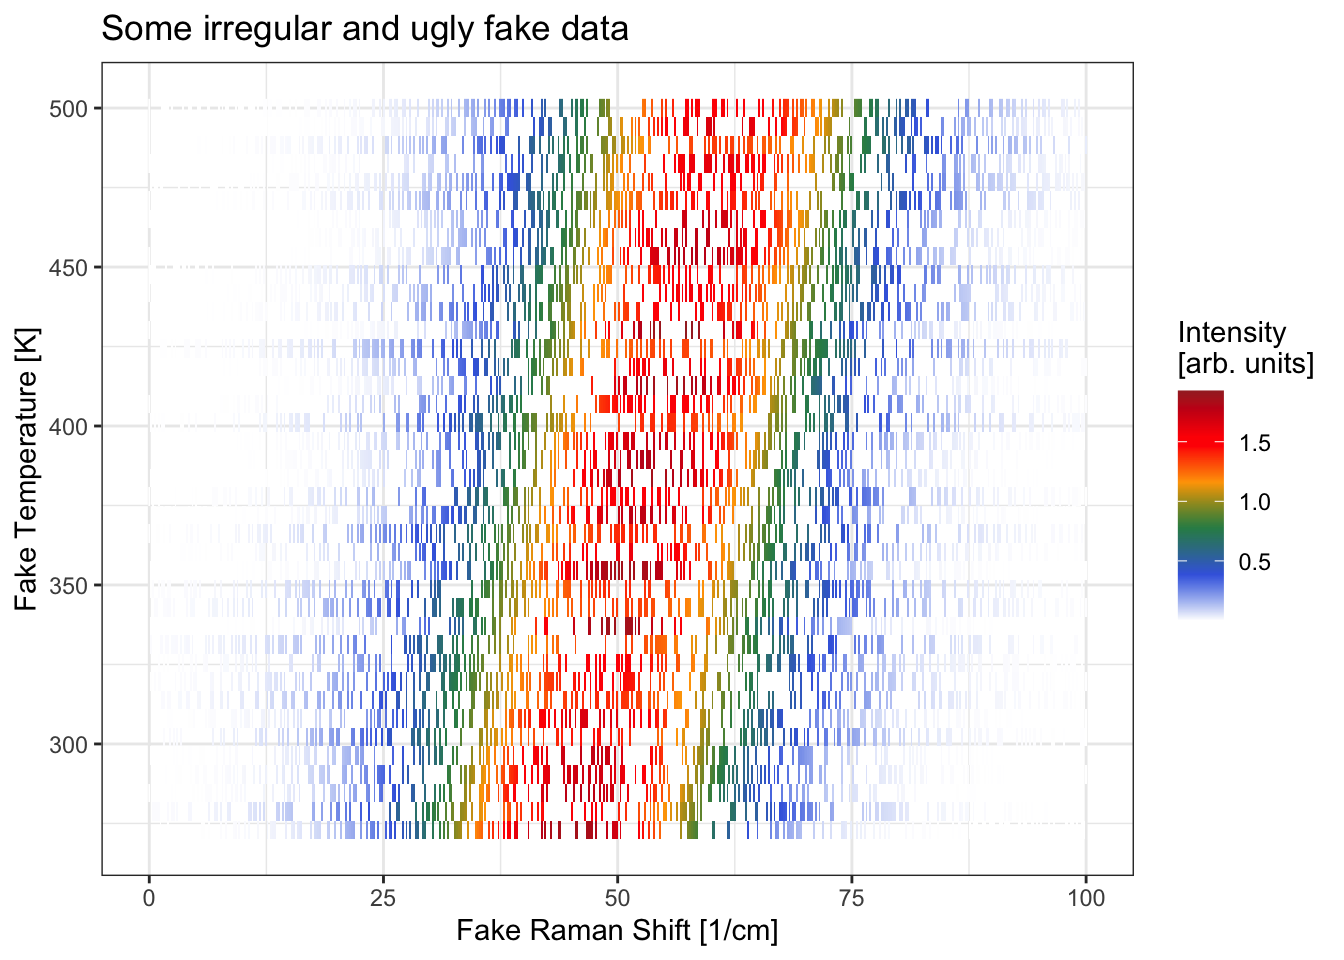 Some irregular and ugly fake data
500
450
400
350
300
Fake Temperature [K]
0
25
50
75
100
Fake Raman Shift [1/cm]
Intensity
[arb. units]
1.5
1.0
0.5